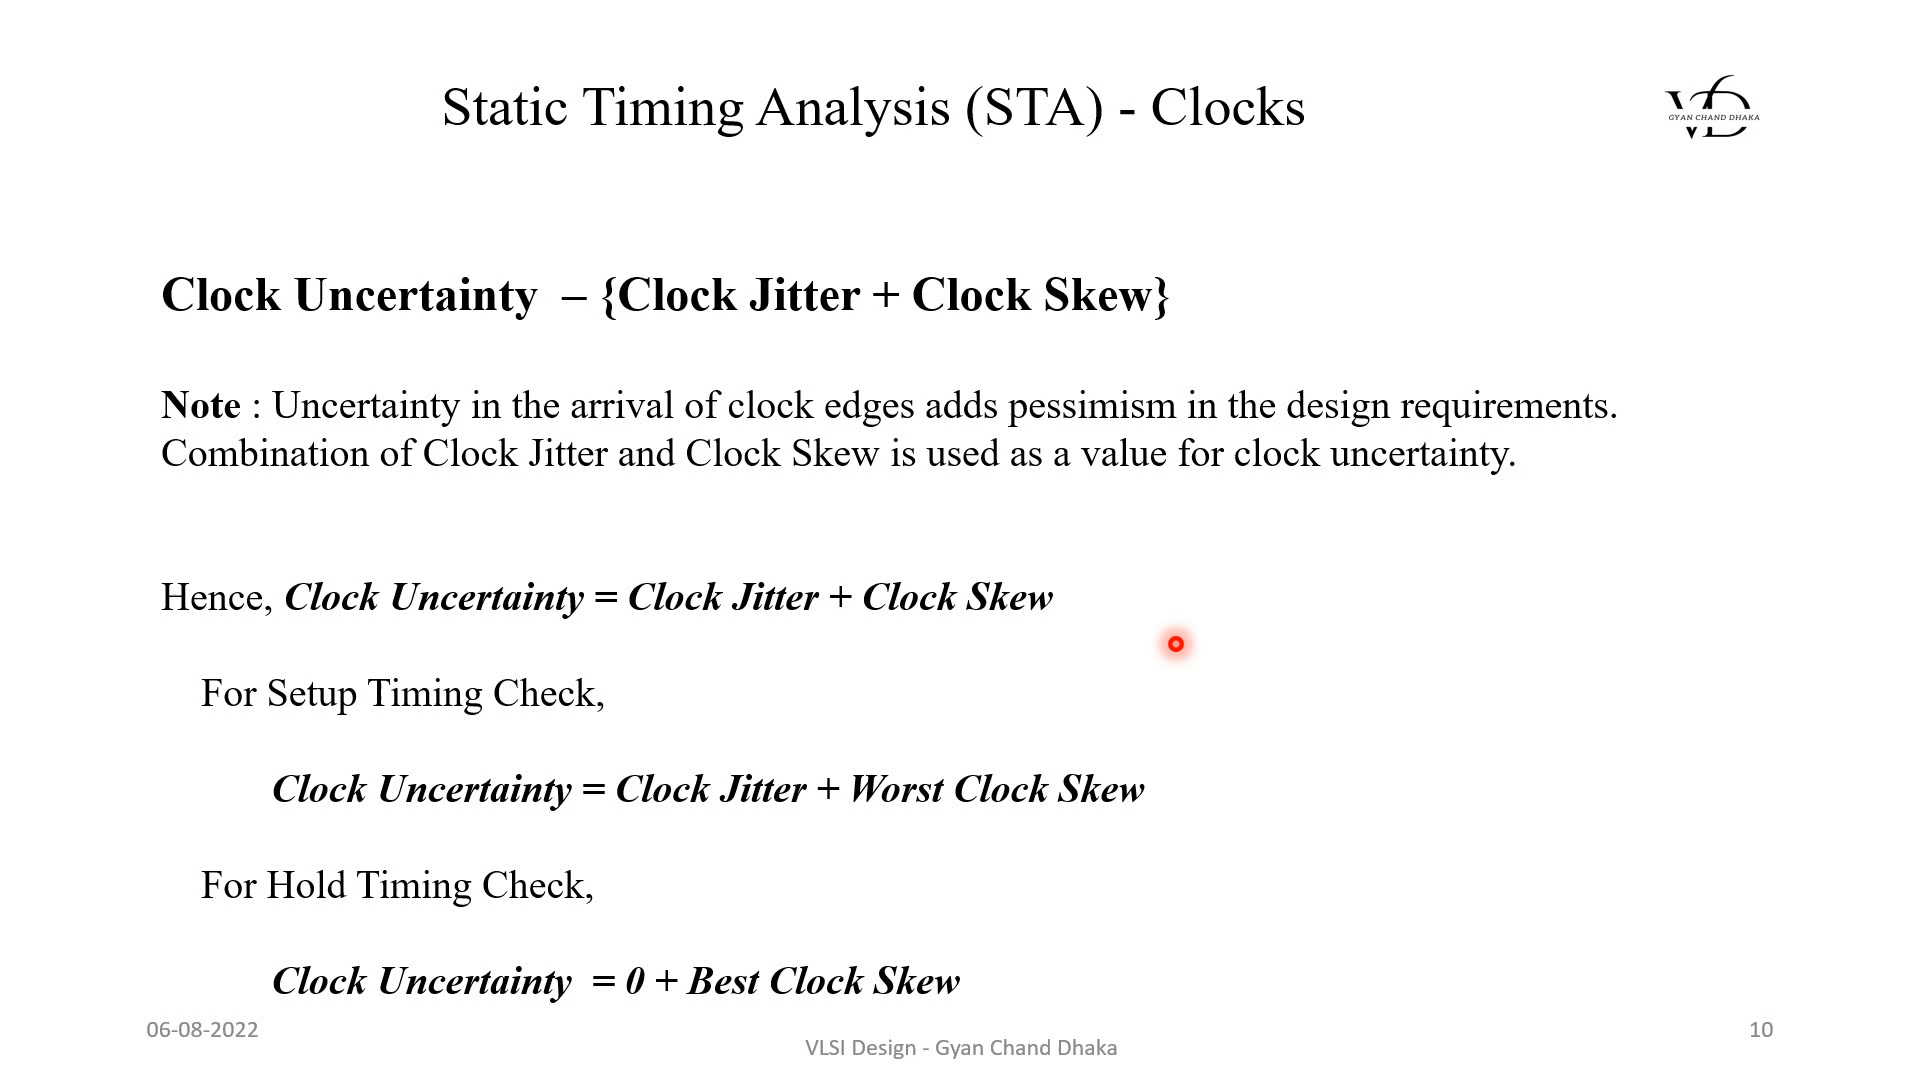 Static Timing Analysis (STA) - Clocks
VD
GYAN CHAND DHAKA
Clock Uncertainty – {Clock Jitter + Clock Skew}
Note : Uncertainty in the arrival of clock edges adds pessimism in the design requirements.
Combination of Clock Jitter and Clock Skew is used as a value for clock uncertainty.
Hence, Clock Uncertainty = Clock Jitter + Clock Skew
For Setup Timing Check,
Clock Uncertainty = Clock Jitter + Worst Clock Skew
For Hold Timing Check,
Clock Uncertainty = 0 + Best Clock Skew
06-08-2022
VLSI Design - Gyan Chand Dhaka
10